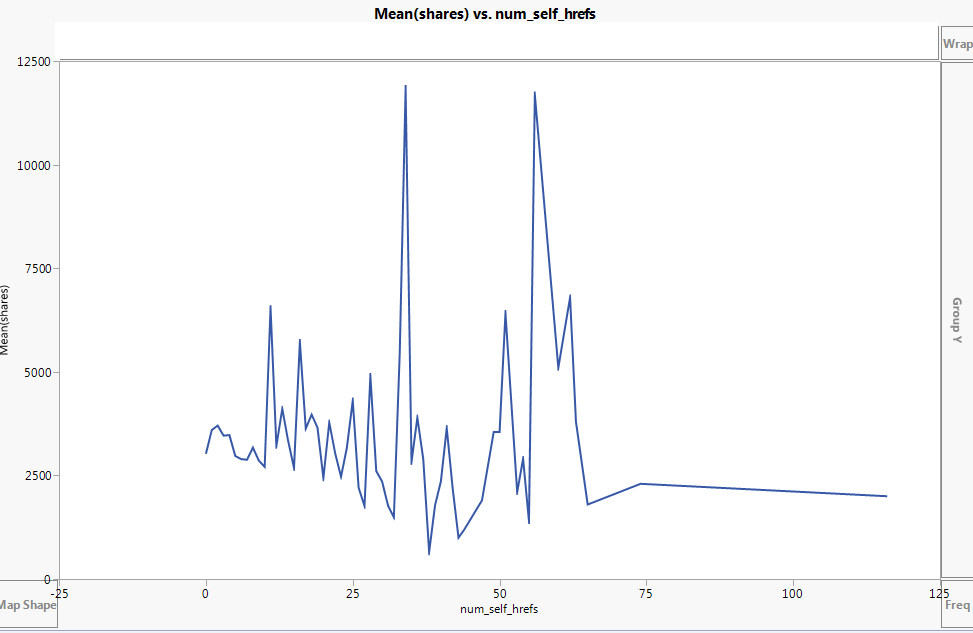 Mean(shares) vs. num_self_hrefs
Wrap
12500
10000
7500
5000
2500
0
Mean(shares)
Group Y
-25
0
25
50
75
100
125
num_self_hrefs
Map Shape
Freq